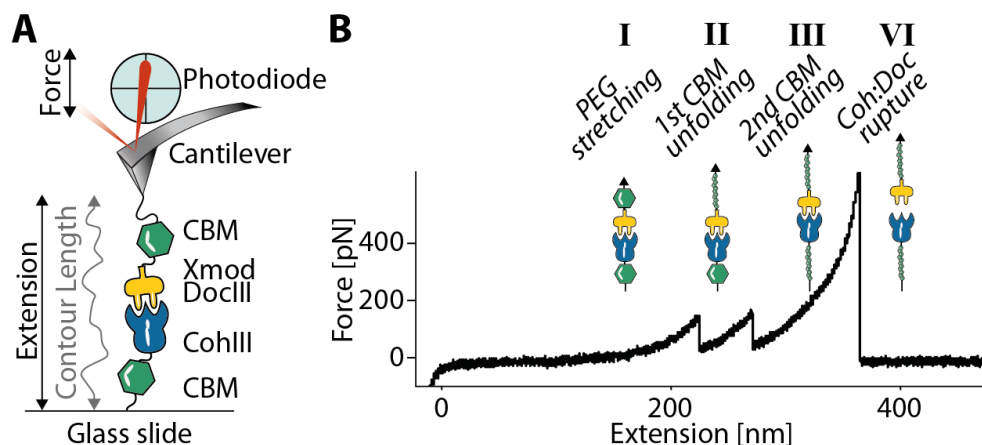 A
Force
Photodiode
Cantilever
Extension
Contour Length
CBM
Xmod
DocIII
CohIII
CBM
Glass slide
B
I
II
III
VI
PEG
stretching
1st CBM
unfolding
2nd CBM
unfolding
Coh:Doc
rupture
Force [pN]
400
200
0
0
200
400
Extension [nm]